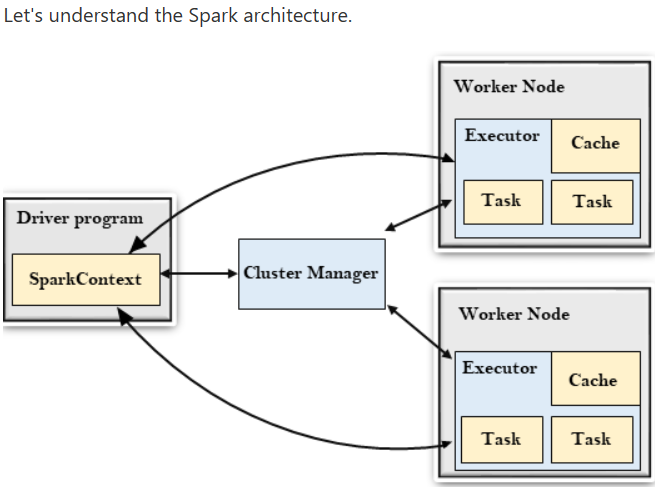 Let's understand the Spark architecture.
Worker Node
Executor
Cache
Task
Task
Driver program
SparkContext
Cluster Manager
Worker Node
Executor
Cache
Task
Task